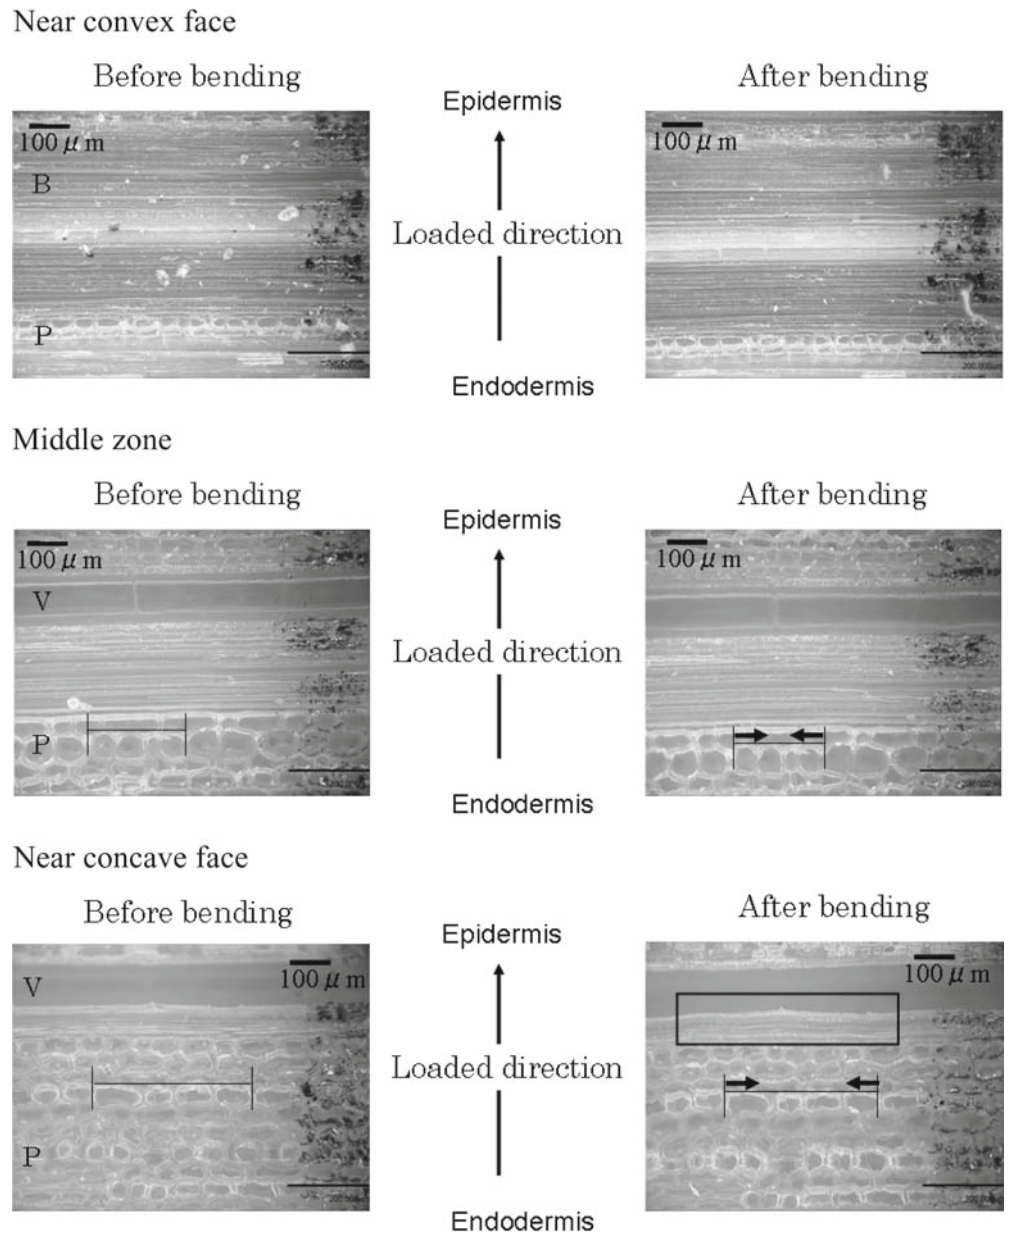 Near convex face
Before bending
After bending
Epidermis
100 μ m
100 μ m
B
Loaded direction
P
Endodermis
Middle zone
Before bending
After bending
Epidermis
100 μ m
100 μ m
V
Loaded direction
P
Endodermis
Near concave face
Before bending
After bending
Epidermis
100 μ m
100 μ m
V
Loaded direction
P
Endodermis